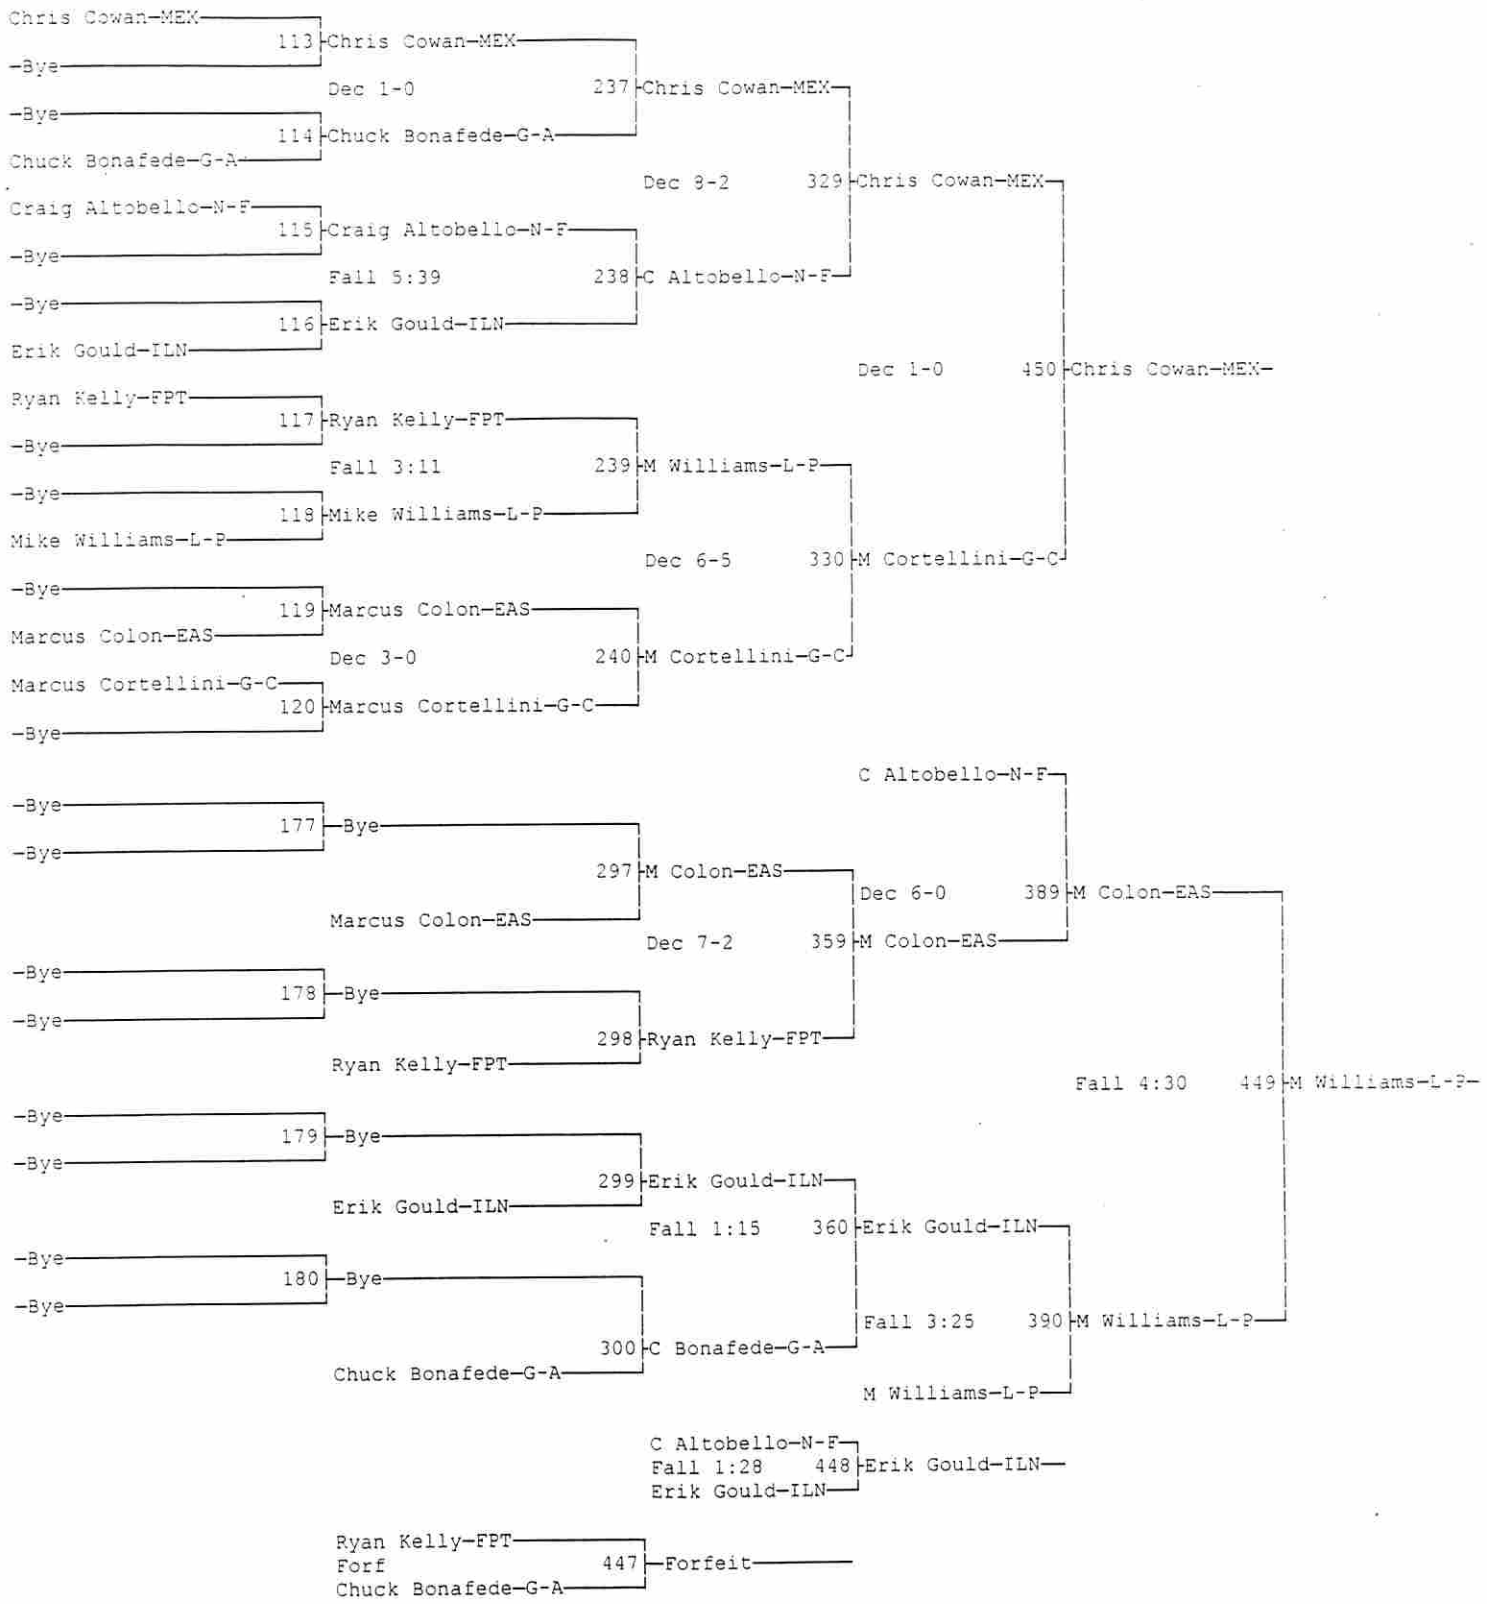 Chris Cowan-MEX
113 Chris Cowan-MEX
-Bye
Dec 1-0 237 Chris Cowan-MEX
-Bye
114 Chuck Bonafede-G-A
Chuck Bonafede-G-A
Dec 8-2 329 Chris Cowan-MEX
Craig Altobello-N-F
115 Craig Altobello-N-F
-Bye
Fall 5:39 238 C Altobello-N-F
-Bye
116 Erik Gould-ILN
Erik Gould-ILN
Dec 1-0 450 Chris Cowan-MEX-
Ryan Kelly-FPT
117 Ryan Kelly-FPT
-Bye
Fall 3:11 239 M Williams-L-P
-Bye
118 Mike Williams-L-P
Mike Williams-L-P
Dec 6-5 330 M Cortellini-G-C
-Bye
119 Marcus Colon-EAS
Marcus Colon-EAS
Dec 3-0 240 M Cortellini-G-C
Marcus Cortellini-G-C
120 Marcus Cortellini-G-C
-Bye
C Altobello-N-F
-Bye
177 -Bye
-Bye
297 M Colon-EAS
Dec 6-0 389 M Colon-EAS
Marcus Colon-EAS
Dec 7-2 359 M Colon-EAS
-Bye
178 -Bye
-Bye
298 Ryan Kelly-FPT
Ryan Kelly-FPT
Fall 4:30 449 M Williams-L-P-
-Bye
179 -Bye
-Bye
299 Erik Gould-ILN
Erik Gould-ILN
Fall 1:15 360 Erik Gould-ILN
-Bye
180 -Bye
-Bye
Fall 3:25 390 M Williams-L-P
300 C Bonafede-G-A
Chuck Bonafede-G-A
M Williams-L-P
C Altobello-N-F
Fall 1:28 448 Erik Gould-ILN
Erik Gould-ILN
Ryan Kelly-FPT
Forf 447 -Forfeit
Chuck Bonafede-G-A